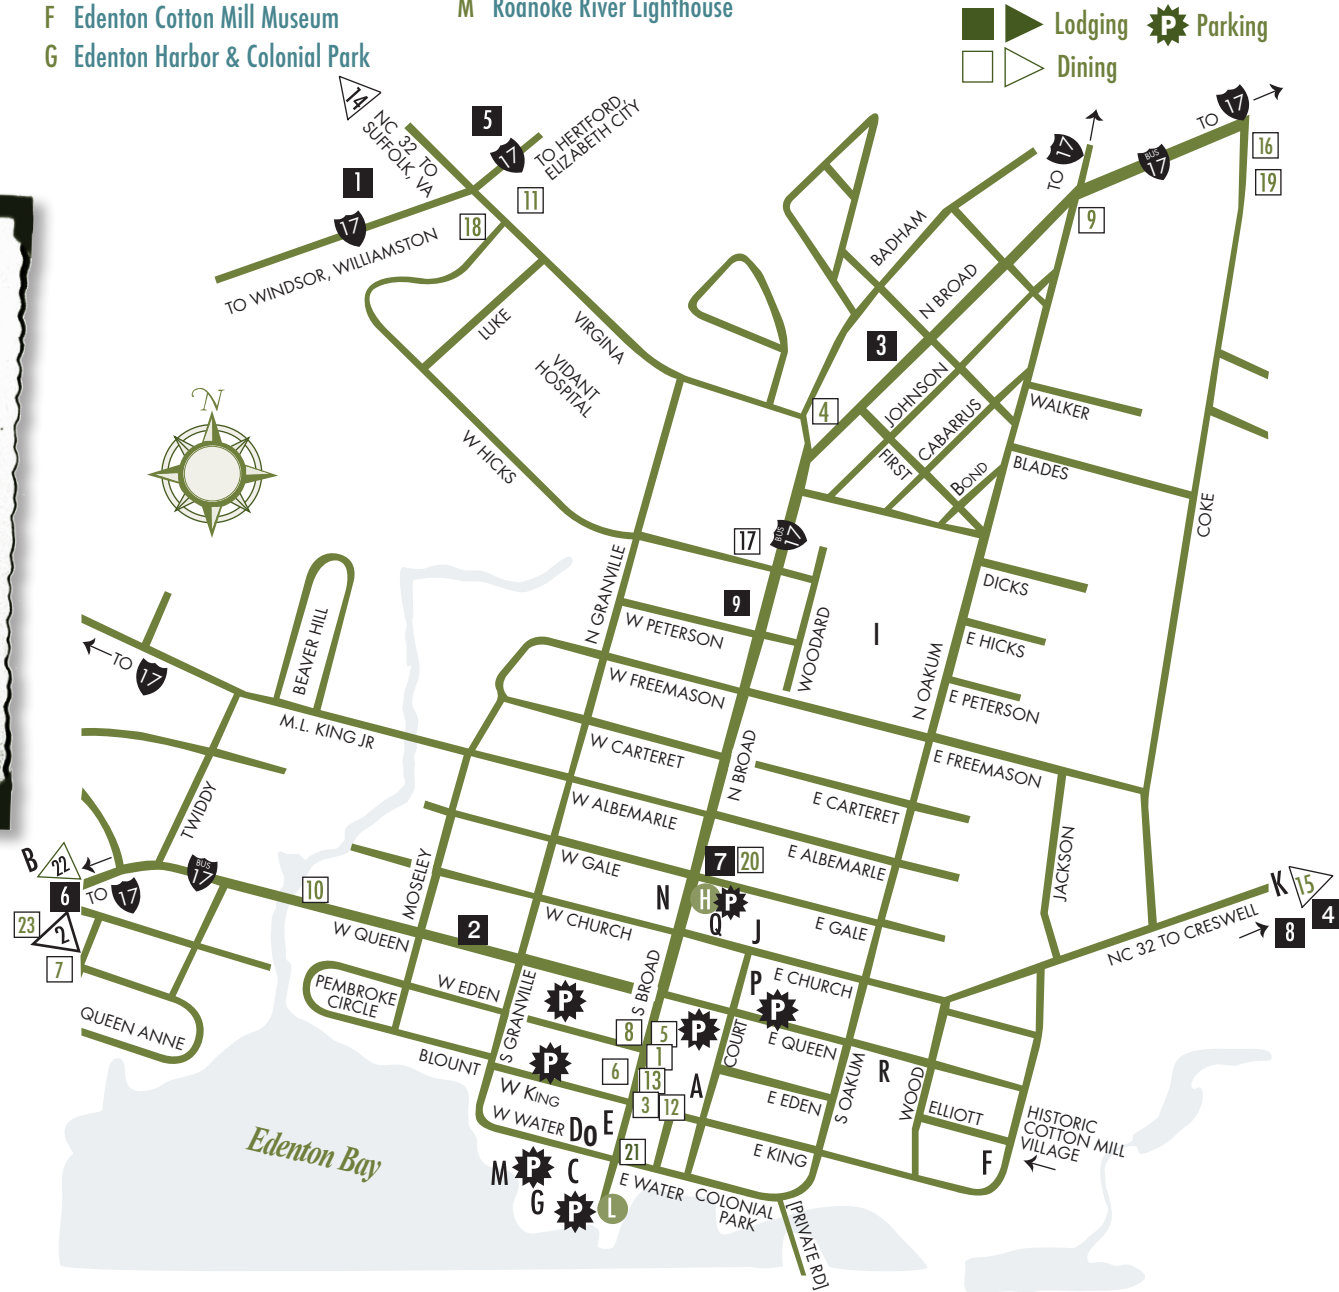 F Edenton Cotton Mill Museum
G Edenton Harbor & Colonial Park
M Roanoke River Lighthouse
Lodging
P Parking
Dining
14
NC 32 TO
SUFFOLK, VA
5
17
TO HERTFORD,
ELIZABETH CITY
1
17
11
18
TO WINDSOR, WILLIAMSTON
TO 17
BUS 17
TO 17
16
19
9
BADHAM
N BROAD
3
LUKE
VIRGINA
VIDANT
HOSPITAL
4
JOHNSON
CABARRUS
FIRST
BOND
WALKER
BLADES
COKE
N
W HICKS
17
BUS 17
9
N GRANVILLE
W PETERSON
WOODARD
I
N OAKUM
DICKS
E HICKS
E PETERSON
BEAVER HILL
TO 17
M.L. KING JR
W FREEMASON
W CARTERET
N BROAD
E FREEMASON
E CARTERET
W ALBEMARLE
E ALBEMARLE
TWIDDY
W GALE
7
20
JACKSON
B
22
6
TO 17
BUS 17
10
MOSELEY
N
H
P
Q
J
E GALE
K
15
4
8
NC 32 TO CRESWELL
23
2
7
W QUEEN
2
W CHURCH
S BROAD
P
E CHURCH
P
QUEEN ANNE
PEMBROKE
CIRCLE
W EDEN
S GRANVILLE
P
8
5
P
COURT
E QUEEN
BLOUNT
P
6
1
13
A
3
12
E EDEN
S OAKUM
R
WOOD
ELLIOTT
HISTORIC
COTTON MILL
VILLAGE
W KING
W WATER
D
O
E
21
E KING
F
Edenton Bay
M
P
C
G
P
L
E WATER
COLONIAL
PARK
[PRIVATE RD]